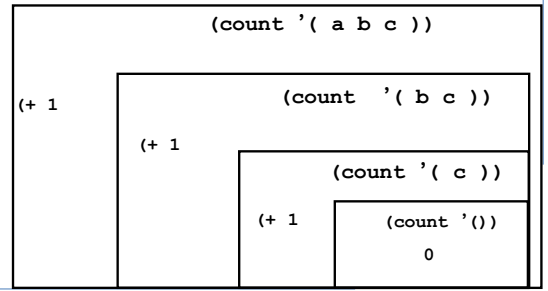 (count ’( a b c ))
(+ 1
(count ’( b c ))
(+ 1
(count ’( c ))
(+ 1
(count ’())
0